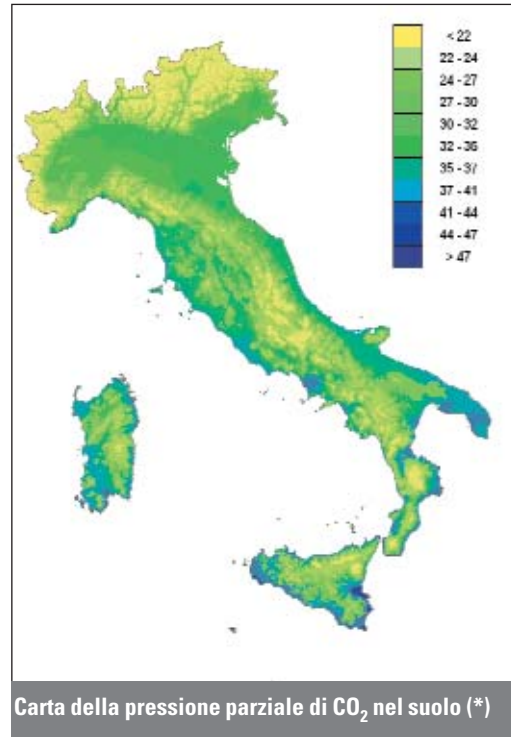 < 22
22 - 24
24 - 27
27 - 30
30 - 32
32 - 36
35 - 37
37 - 41
41 - 44
44 - 47
> 47
Carta della pressione parziale di CO₂ nel suolo (*)